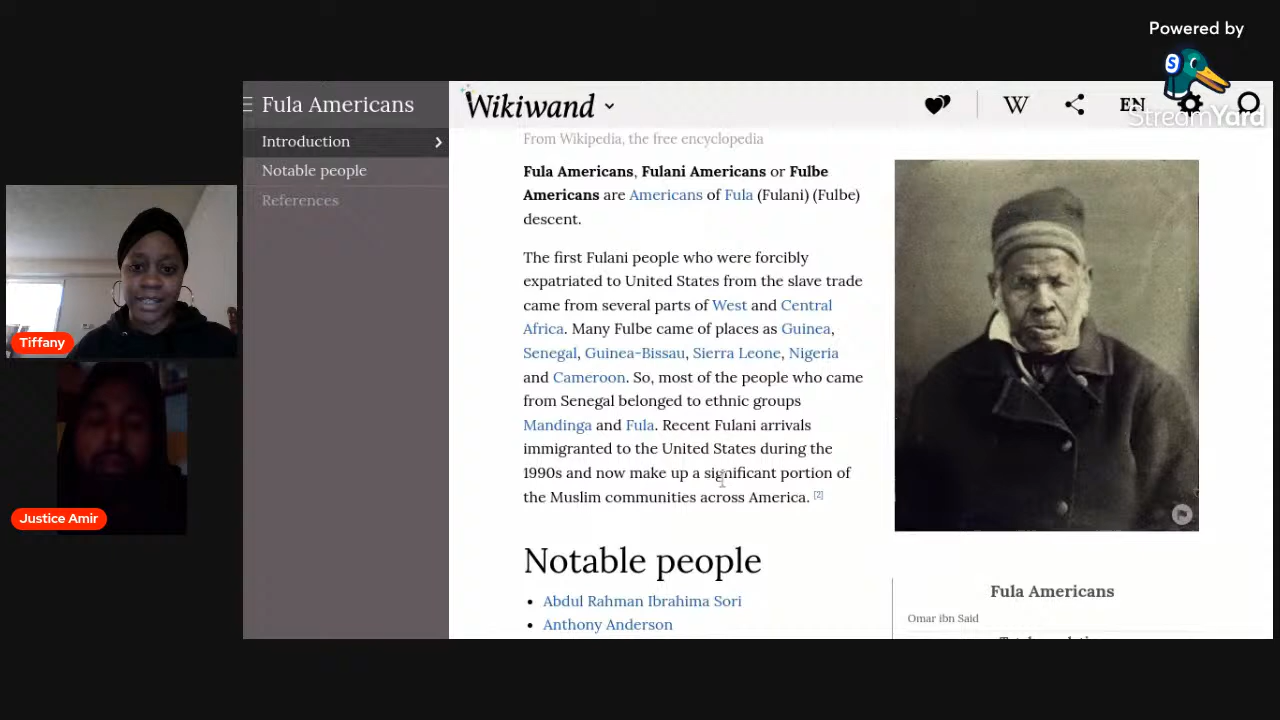 Powered by
StreamYard
Fula Americans
Introduction
Notable people
References
Wikiwand
W
EN
From Wikipedia, the free encyclopedia
Fula Americans, Fulani Americans or Fulbe
Americans are Americans of Fula (Fulani) (Fulbe)
descent.
The first Fulani people who were forcibly
expatriated to United States from the slave trade
came from several parts of West and Central
Africa. Many Fulbe came of places as Guinea,
Senegal, Guinea-Bissau, Sierra Leone, Nigeria
and Cameroon. So, most of the people who came
from Senegal belonged to ethnic groups
Mandinga and Fula. Recent Fulani arrivals
immigrated to the United States during the
1990s and now make up a significant portion of
the Muslim communities across America. [2]
Notable people
Abdul Rahman Ibrahima Sori
Anthony Anderson
Fula Americans
Omar ibn Said
Tiffany
Justice Amir